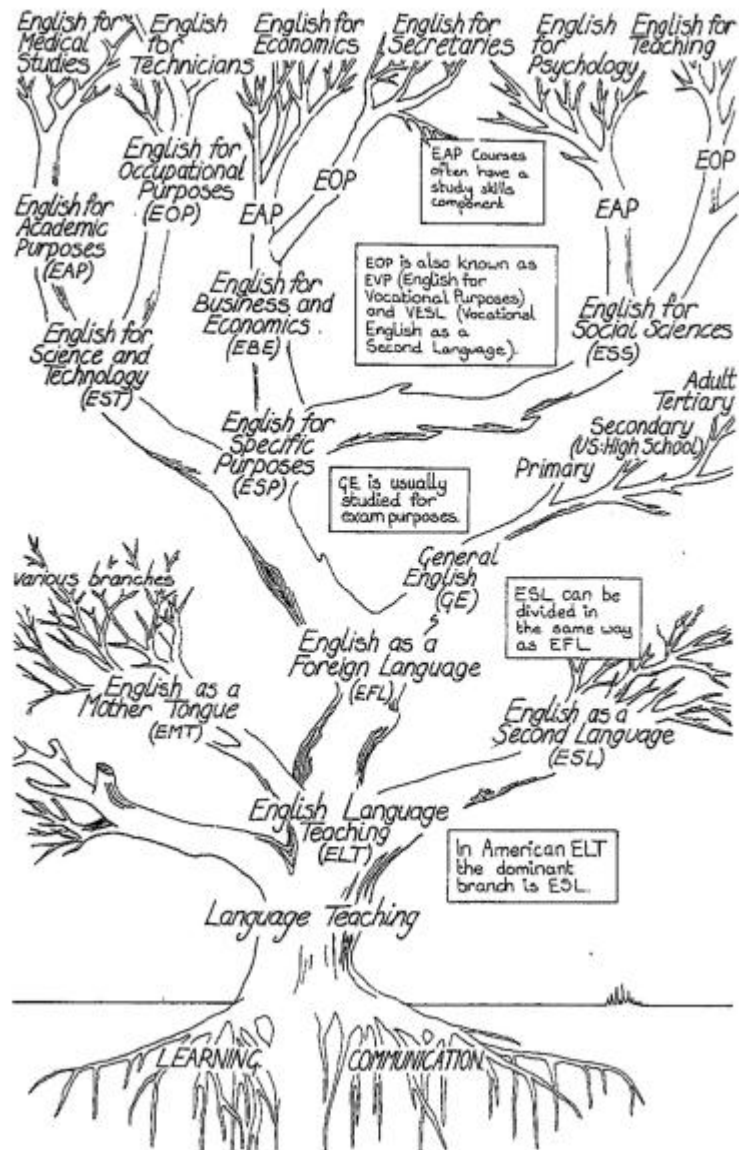 English for
Medical
Studies
English
for
Technicians
English for
Economics
English for
Secretaries
English
for
Psychology
English for
Teaching
EAP Courses
often have a
study skills
component
English for
Occupational
Purposes
(EOP)
EOP
EOP
English for
Academic
Purposes
(EAP)
EAP
EAP
EOP is also known as
EVP (English for
Vocational Purposes)
and VESL (Vocational
English as a
Second Language).
English for
Business and
Economics
(EBE)
English for
Social Sciences
(ESS)
English for
Science and
Technology
(EST)
Adult
Tertiary
Secondary
(US:High School)
Primary
English for
Specific
Purposes
(ESP)
GE is usually
studied for
exam purposes.
General
English
(GE)
various branches
ESL can be
divided in
the same way
as EFL
English as a
Foreign Language
(EFL)
English as a
Mother Tongue
(EMT)
English as a
Second Language
(ESL)
English Language
Teaching
(ELT)
In American ELT
the dominant
branch is ESL.
Language Teaching
LEARNING
COMMUNICATION